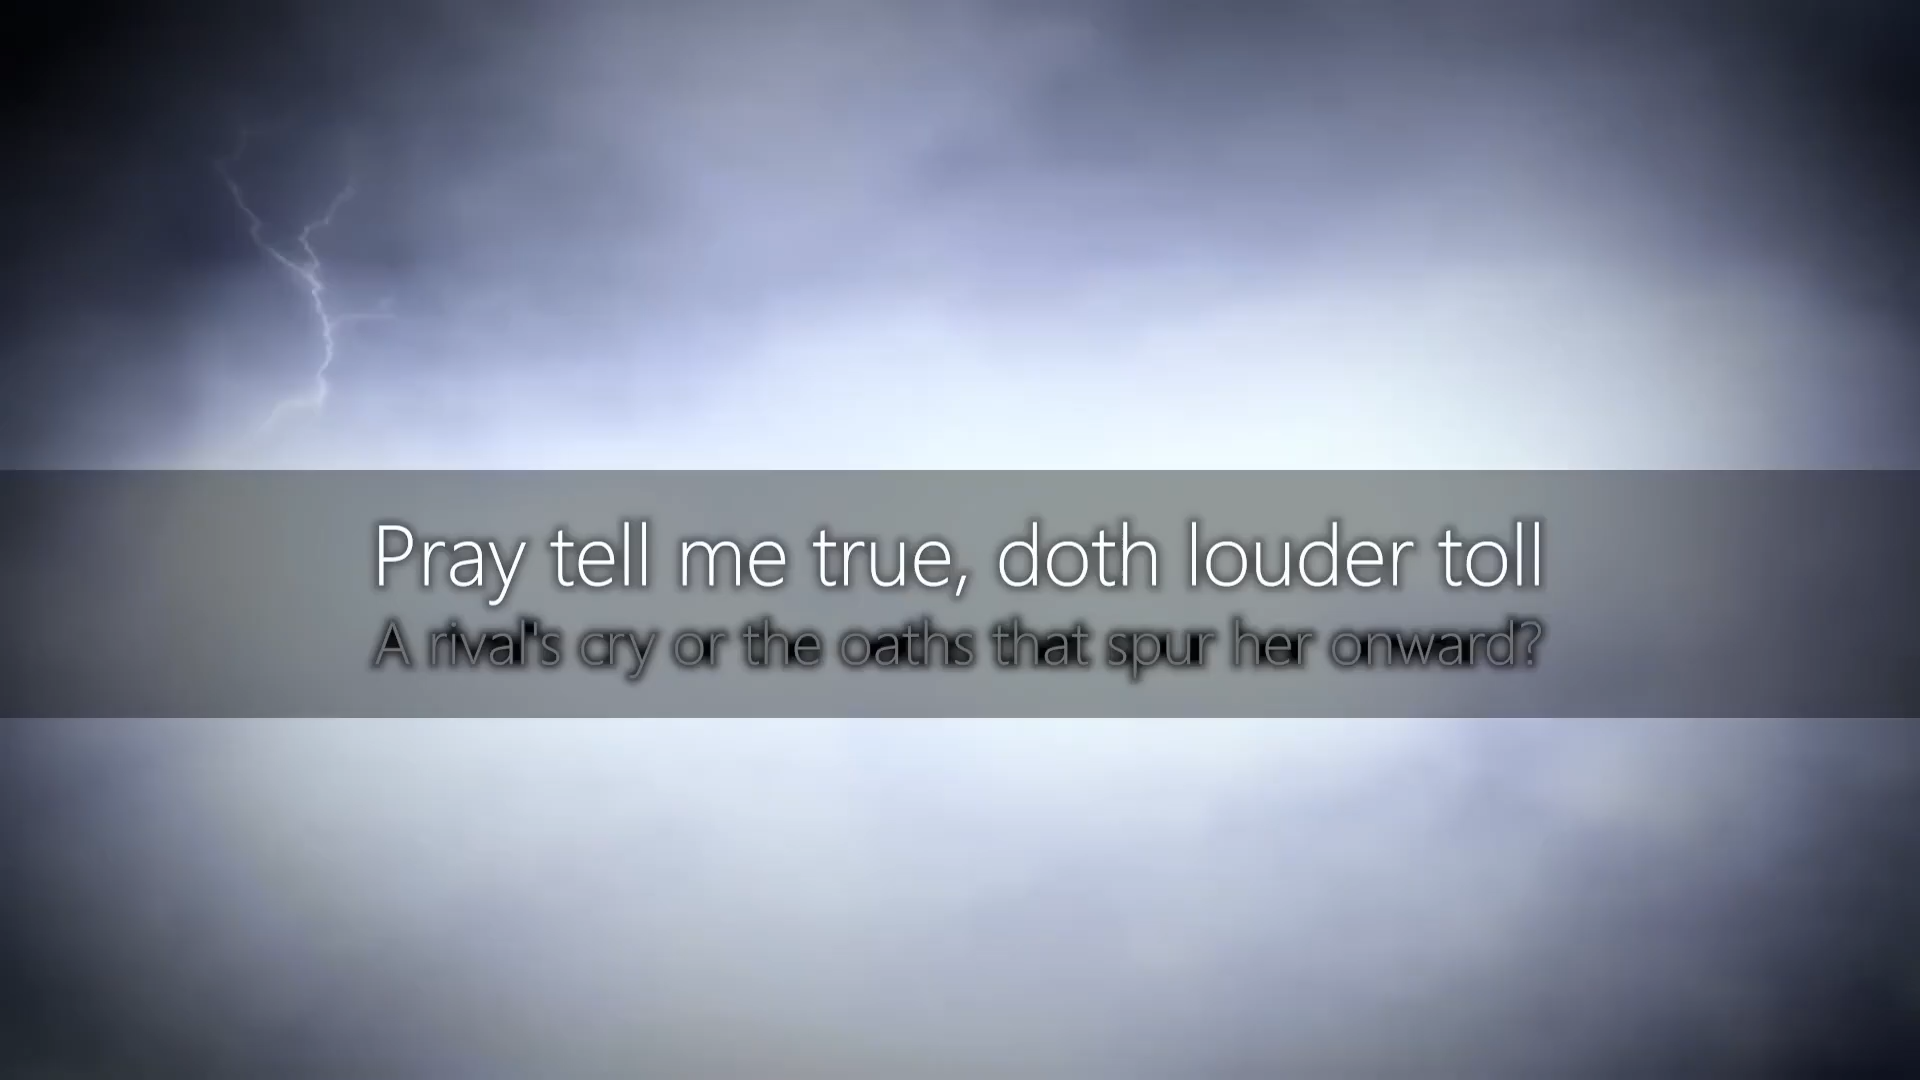 Pray tell me true, doth louder toll
A rival's cry or the oaths that spur her onward?